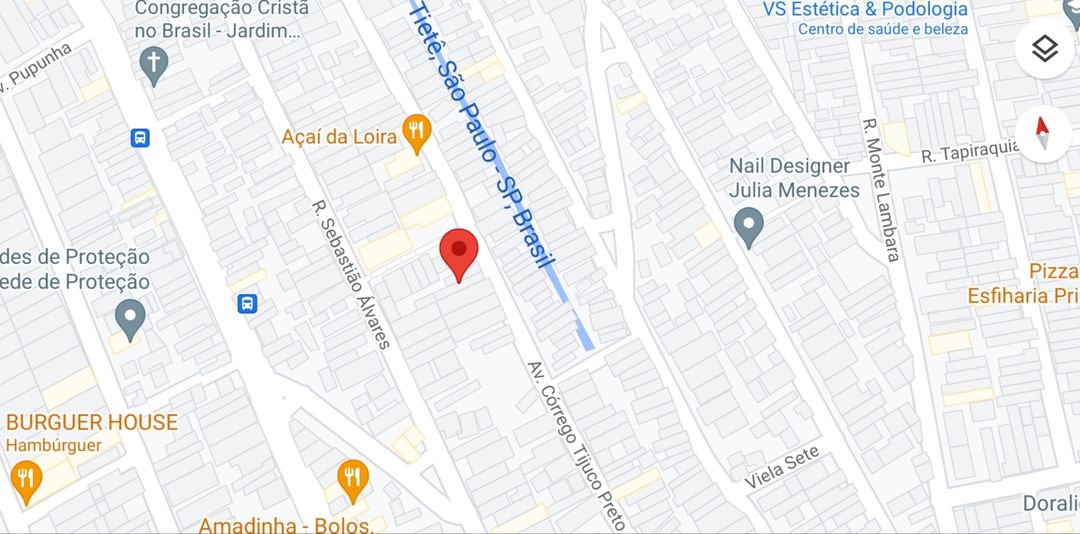 Congregação Cristã
no Brasil - Jardim...
VS Estética & Podologia
Centro de saúde e beleza
Pupunha
Tietê, São Paulo - SP, Brasil
Açaí da Loira
R. Monte Lambara
R. Tapiraquia
Nail Designer
Julia Menezes
R. Sebastião Álvares
des de Proteção
ede de Proteção
Pizza
Esfiharia Pri
Av. Córrego Tijuco Preto
BURGUER HOUSE
Hambúrguer
Viela Sete
Dorali
Amadinha - Bolos,